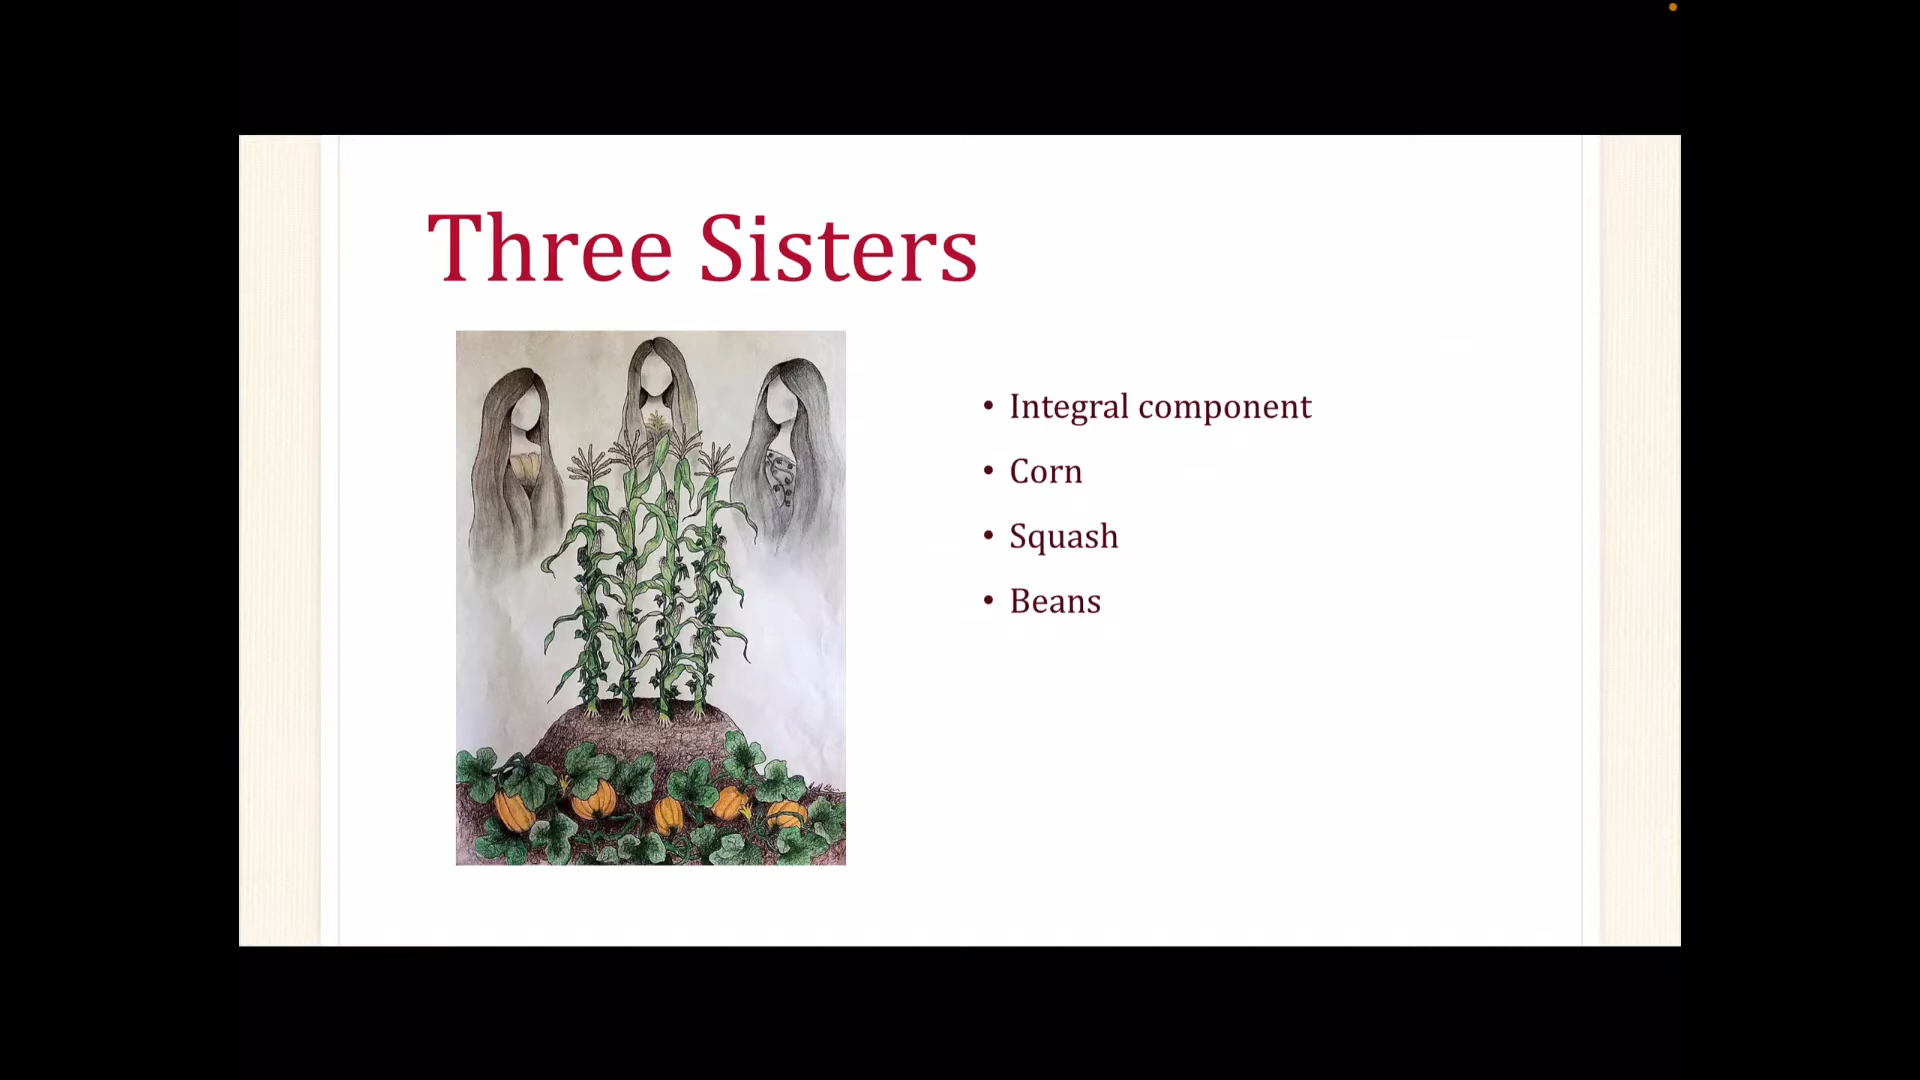 Three Sisters
• Integral component
• Corn
• Squash
• Beans